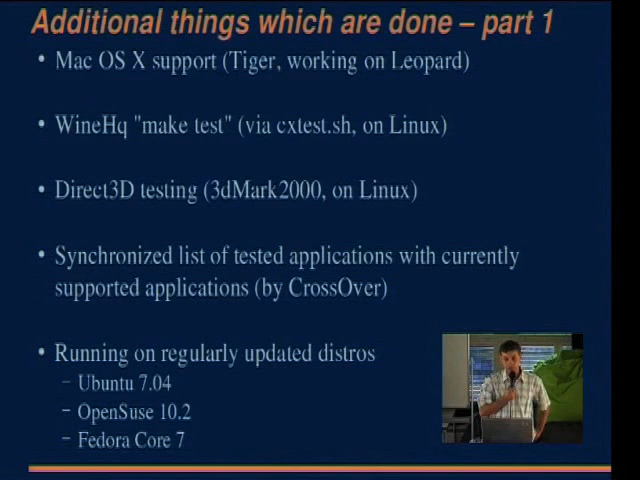 Additional things which are done – part 1
• Mac OS X support (Tiger, working on Leopard)
• WineHq "make test" (via cxtest.sh, on Linux)
• Direct3D testing (3dMark2000, on Linux)
• Synchronized list of tested applications with currently
supported applications (by CrossOver)
• Running on regularly updated distros
– Ubuntu 7.04
– OpenSuse 10.2
– Fedora Core 7